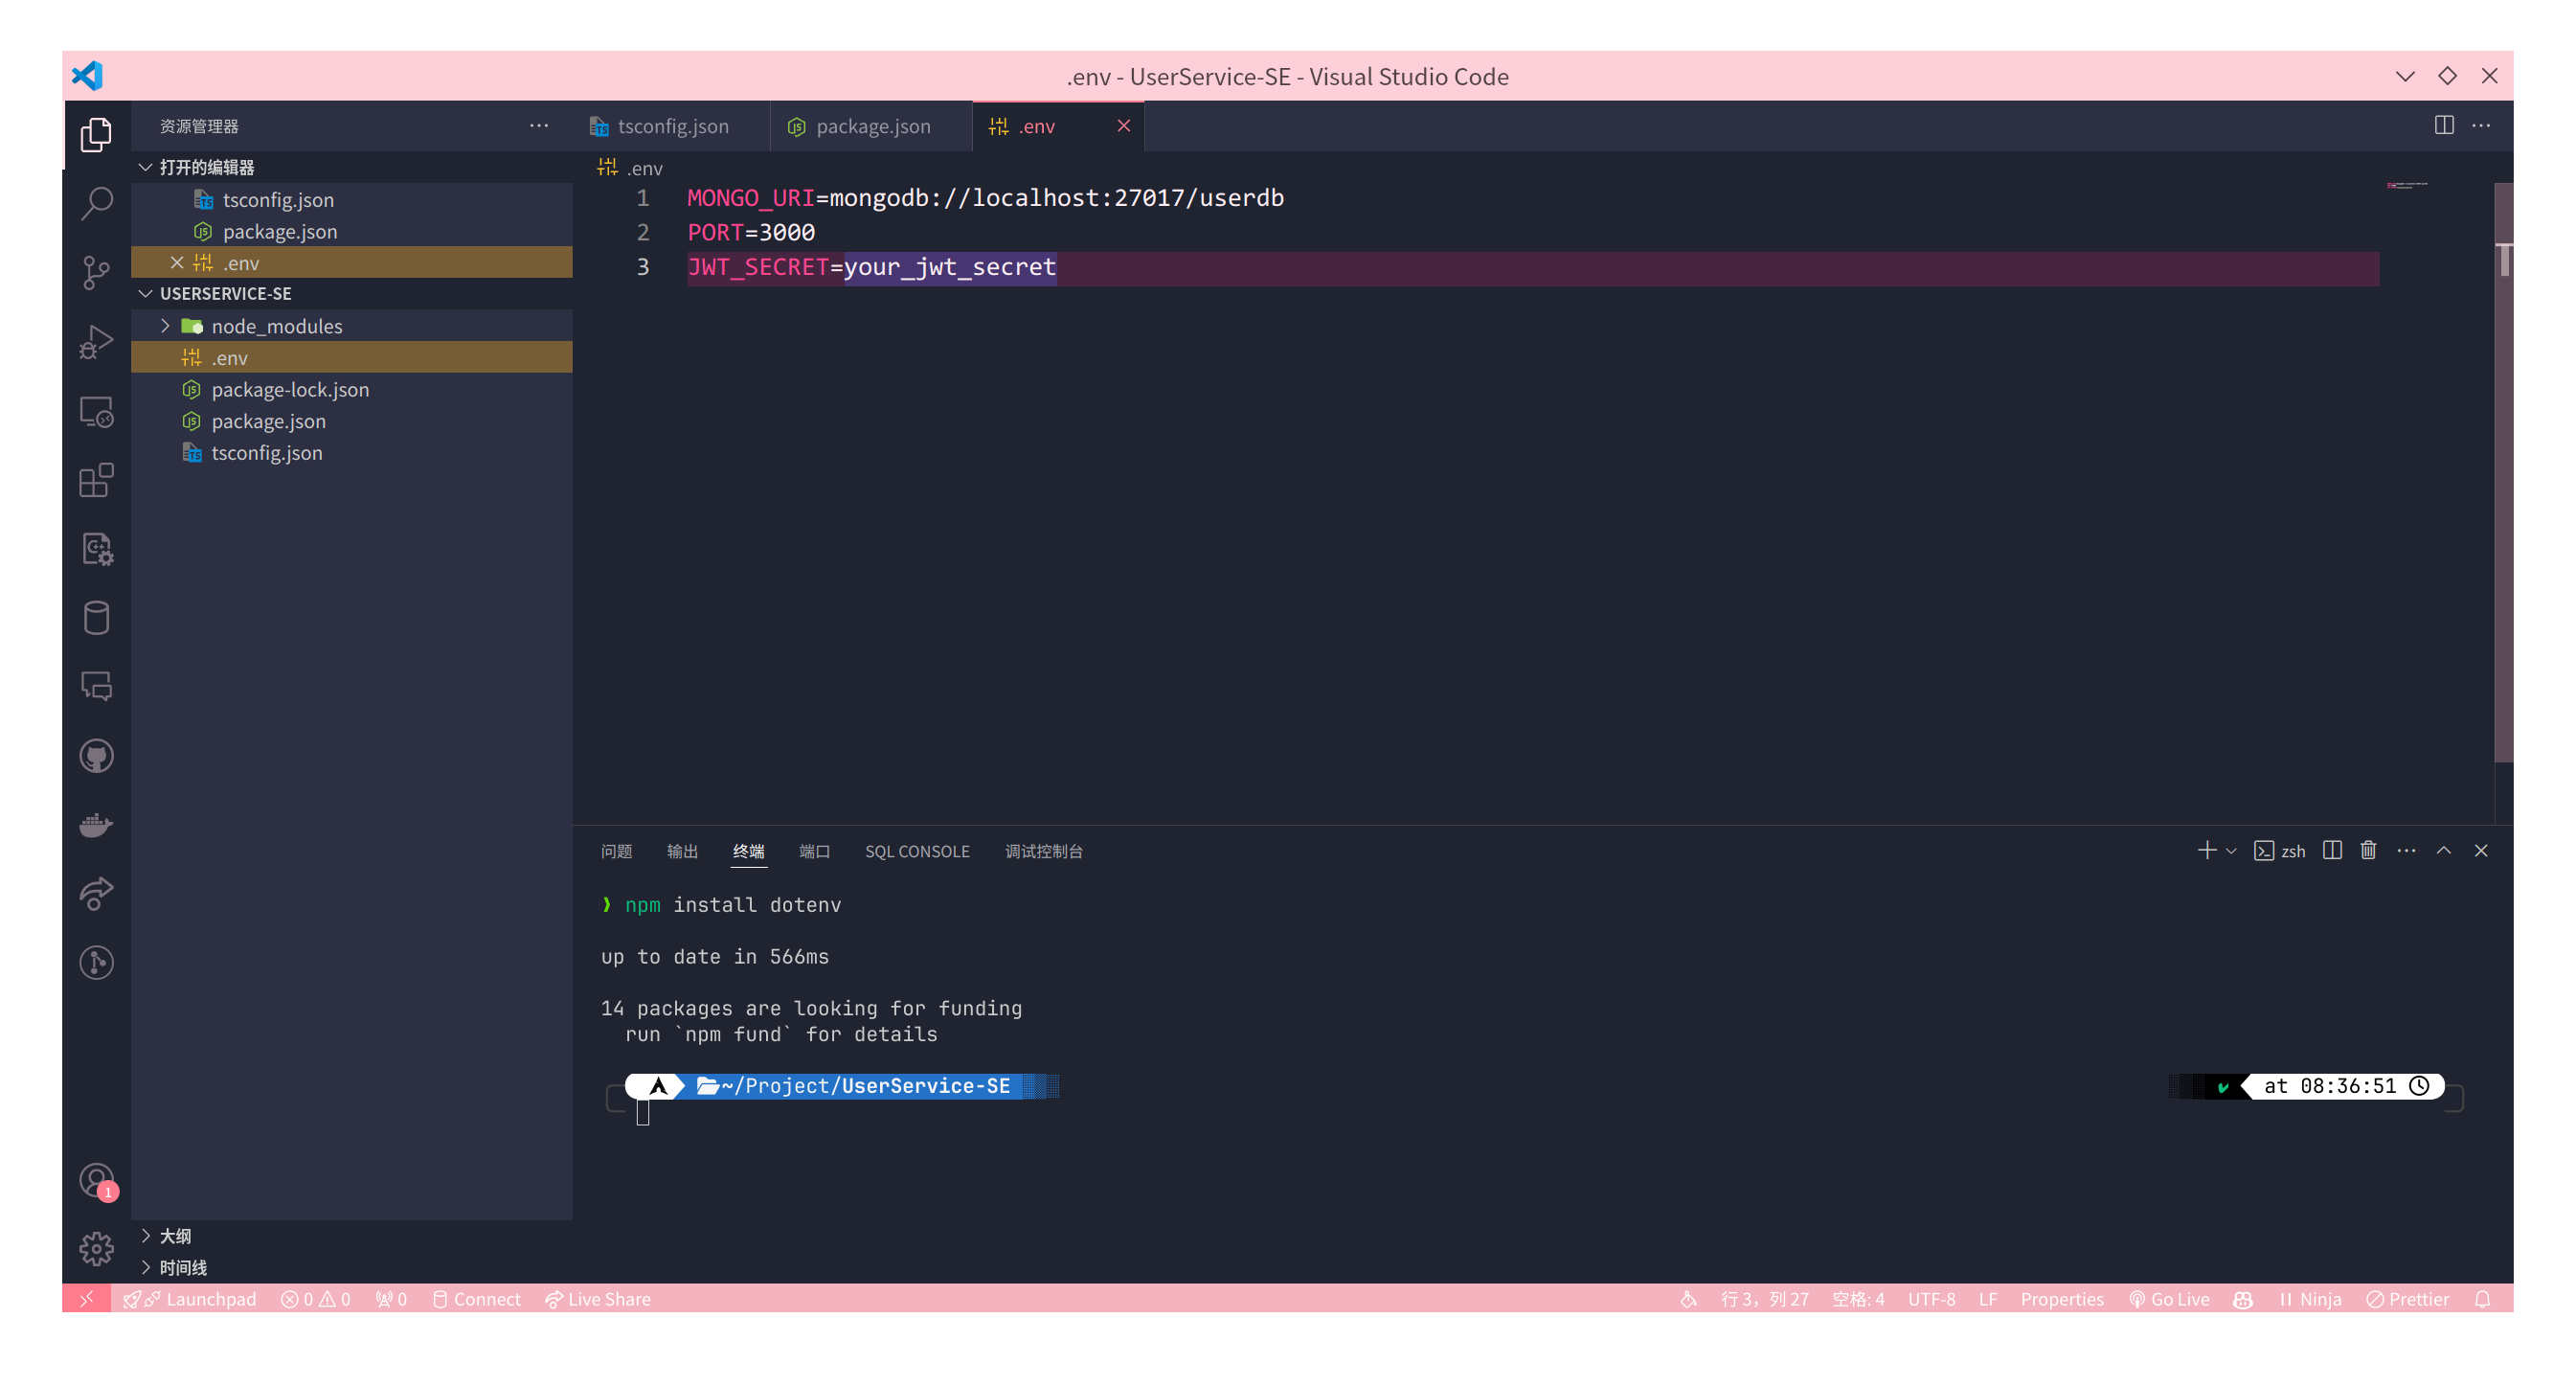 .env - UserService-SE - Visual Studio Code
资源管理器
tsconfig.json
package.json
.env
打开的编辑器
tsconfig.json
package.json
.env
USERSERVICE-SE
node_modules
.env
package-lock.json
package.json
tsconfig.json
大纲
时间线
.env
1 MONGO_URI=mongodb://localhost:27017/userdb
2 PORT=3000
3 JWT_SECRET=your_jwt_secret
问题 输出 终端 端口 SQL CONSOLE 调试控制台
zsh
❯ npm install dotenv
up to date in 566ms
14 packages are looking for funding
run `npm fund` for details
~/Project/UserService-SE
at 08:36:51
1
Launchpad 0 0 0 Connect Live Share
行 3，列 27 空格: 4 UTF-8 LF Properties Go Live Ninja Prettier